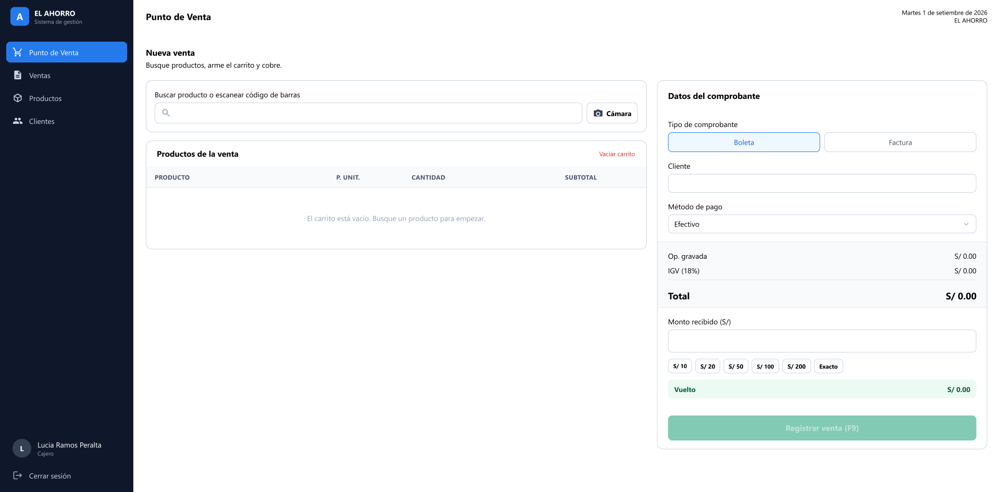 A
EL AHORRO
Sistema de gestión
Punto de Venta
Ventas
Productos
Clientes
L
Lucia Ramos Peralta
Cajero
Cerrar sesión
Punto de Venta
Martes 1 de setiembre de 2026
EL AHORRO
Nueva venta
Busque productos, arme el carrito y cobre.
Buscar producto o escanear código de barras
Cámara
Productos de la venta
Vaciar carrito
PRODUCTO P. UNIT. CANTIDAD SUBTOTAL
El carrito está vacío. Busque un producto para empezar.
Datos del comprobante
Tipo de comprobante
Boleta Factura
Cliente
Método de pago
Efectivo
Op. gravada S/ 0.00
IGV (18%) S/ 0.00
Total S/ 0.00
Monto recibido (S/)
S/ 10 S/ 20 S/ 50 S/ 100 S/ 200 Exacto
Vuelto S/ 0.00
Registrar venta (F9)